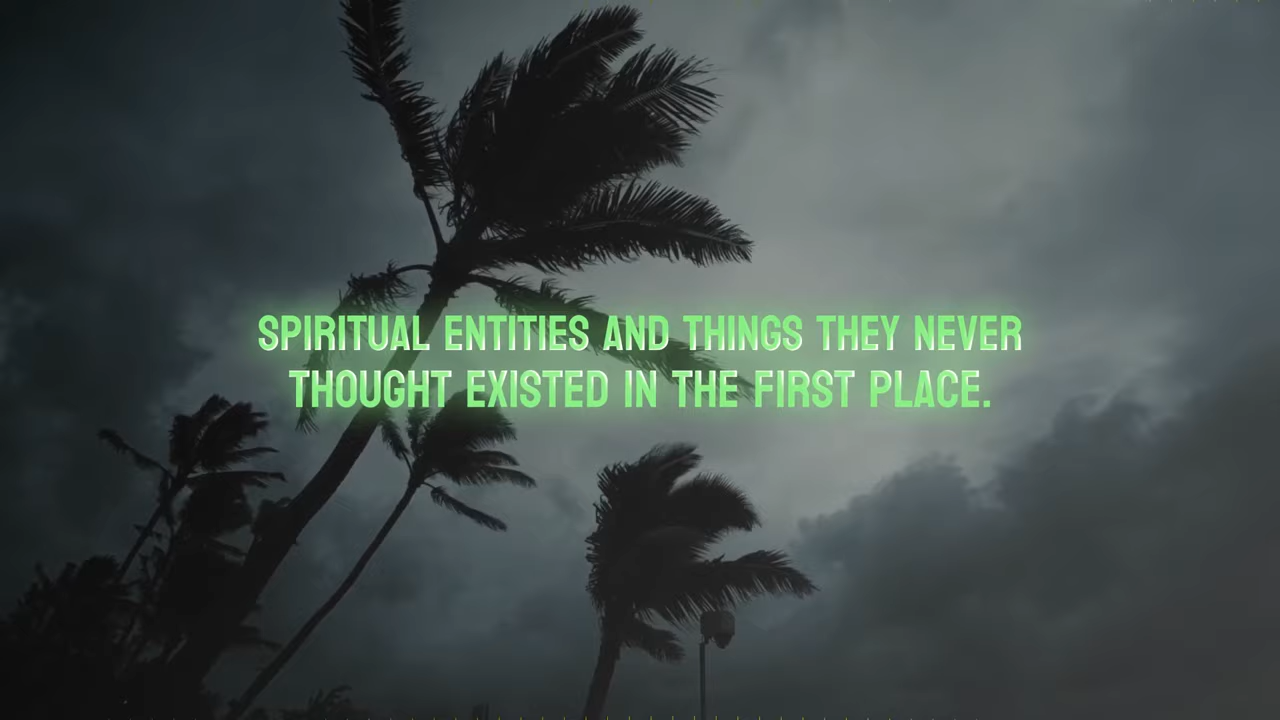 SPIRITUAL ENTITIES AND THINGS THEY NEVER
THOUGHT EXISTED IN THE FIRST PLACE.